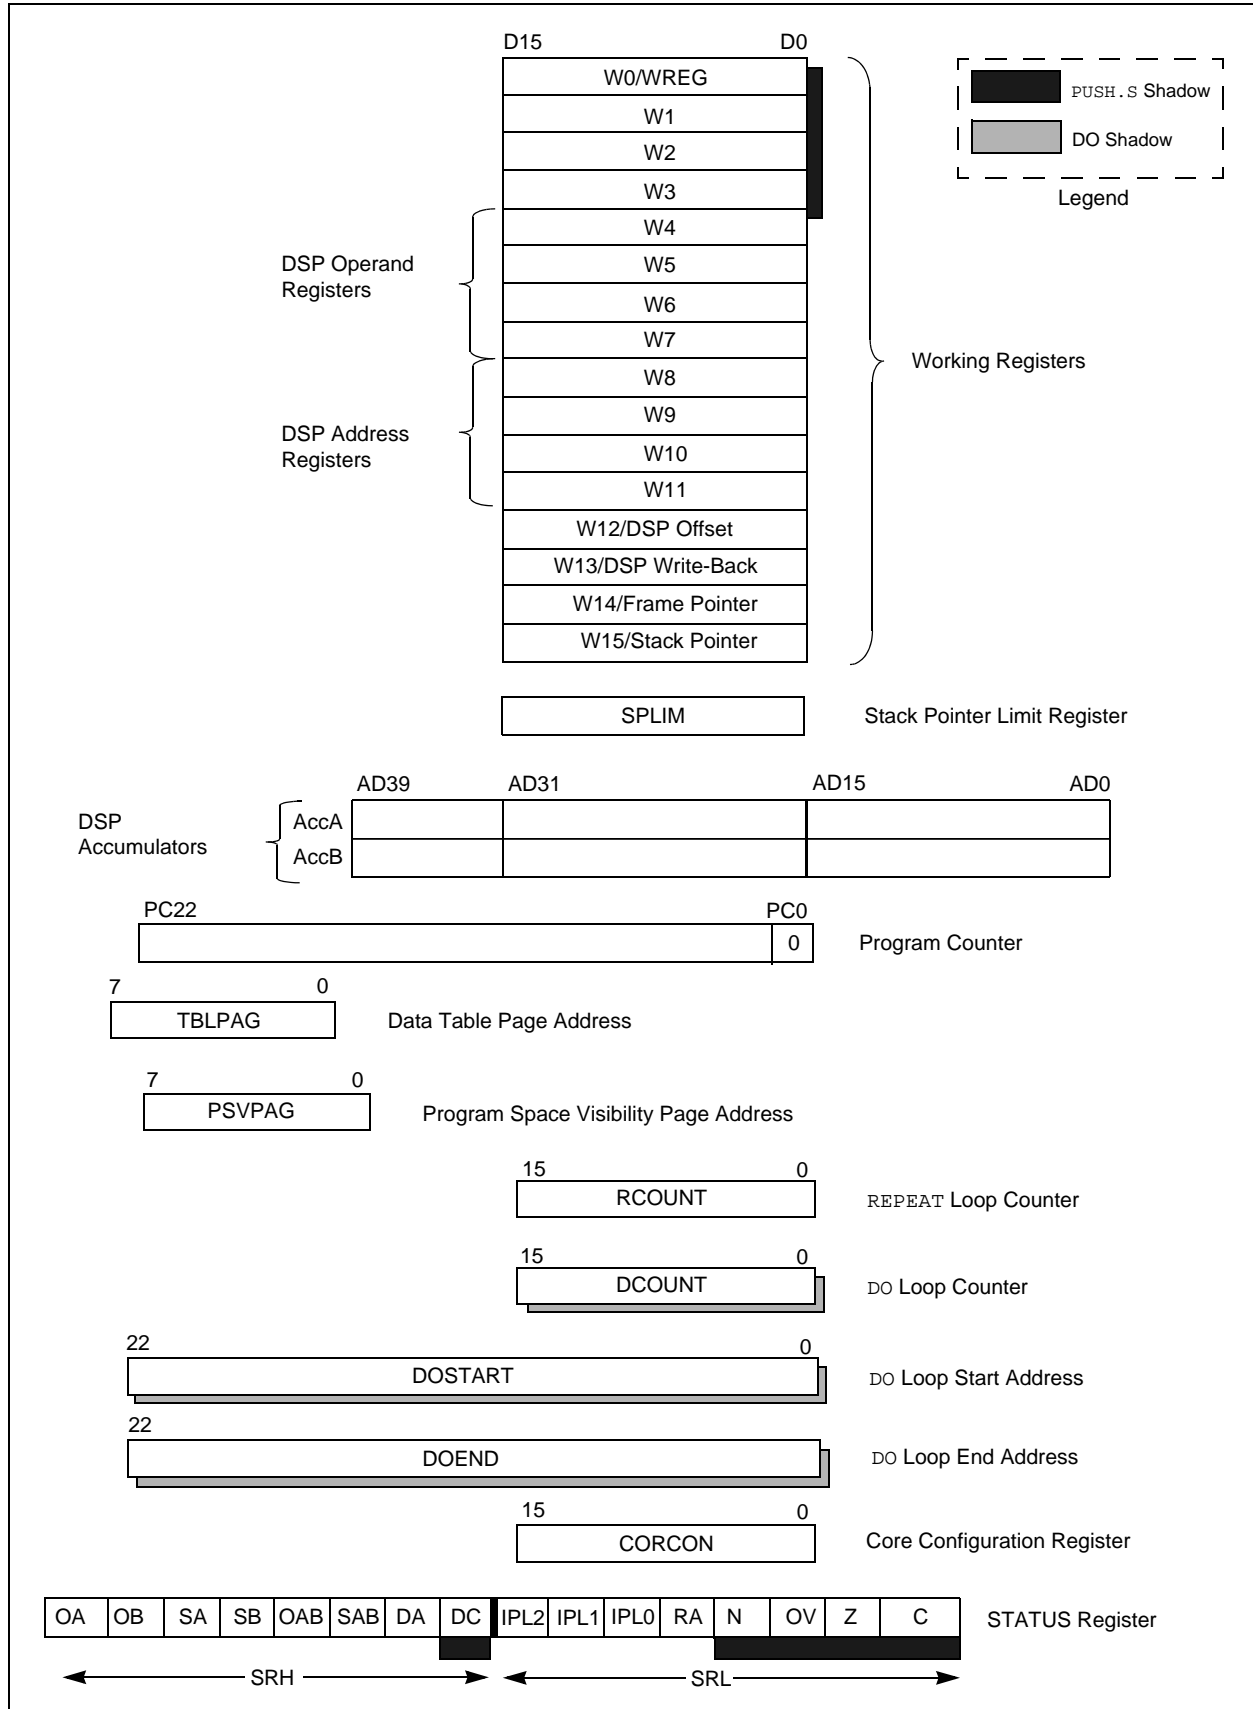 D15 D0
W0/WREG
W1
W2
W3
W4
W5
W6
W7
W8
W9
W10
W11
W12/DSP Offset
W13/DSP Write-Back
W14/Frame Pointer
W15/Stack Pointer
PUSH.S Shadow
DO Shadow
Legend
DSP Operand
Registers
DSP Address
Registers
Working Registers
SPLIM Stack Pointer Limit Register
AD39 AD31 AD15 AD0
DSP
Accumulators
AccA
AccB
PC22 PC0
0 Program Counter
7 0
TBLPAG Data Table Page Address
7 0
PSVPAG Program Space Visibility Page Address
15 0
RCOUNT REPEAT Loop Counter
15 0
DCOUNT DO Loop Counter
22 0
DOSTART DO Loop Start Address
22
DOEND DO Loop End Address
15 0
CORCON Core Configuration Register
OA OB SA SB OAB SAB DA DC IPL2 IPL1 IPL0 RA N OV Z C STATUS Register
SRH SRL